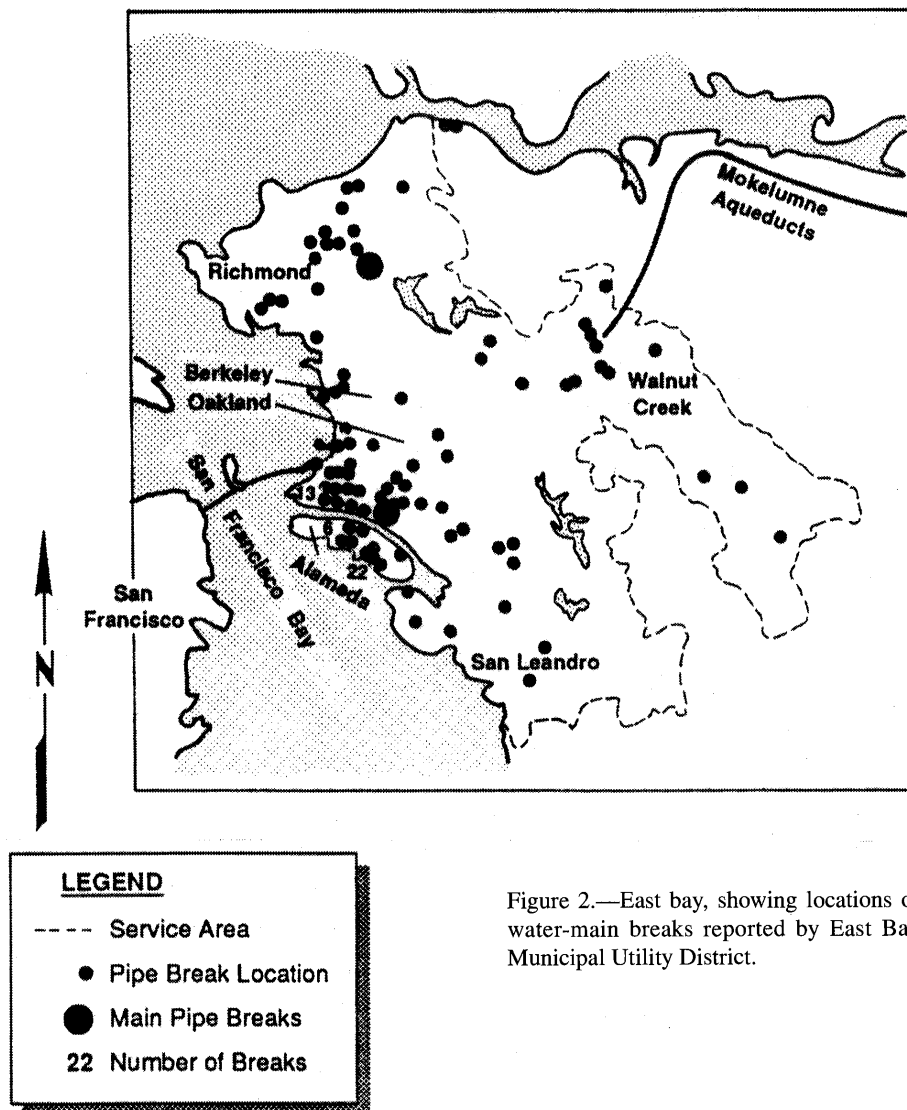 Mokelumne
Aqueducts
Richmond
Berkeley
Oakland
Walnut
Creek
San Francisco Bay
13
6
22
Alameda
San
Francisco
San Leandro
N
LEGEND
Service Area
Pipe Break Location
Main Pipe Breaks
22 Number of Breaks
Figure 2.—East bay, showing locations o
water-main breaks reported by East Ba
Municipal Utility District.